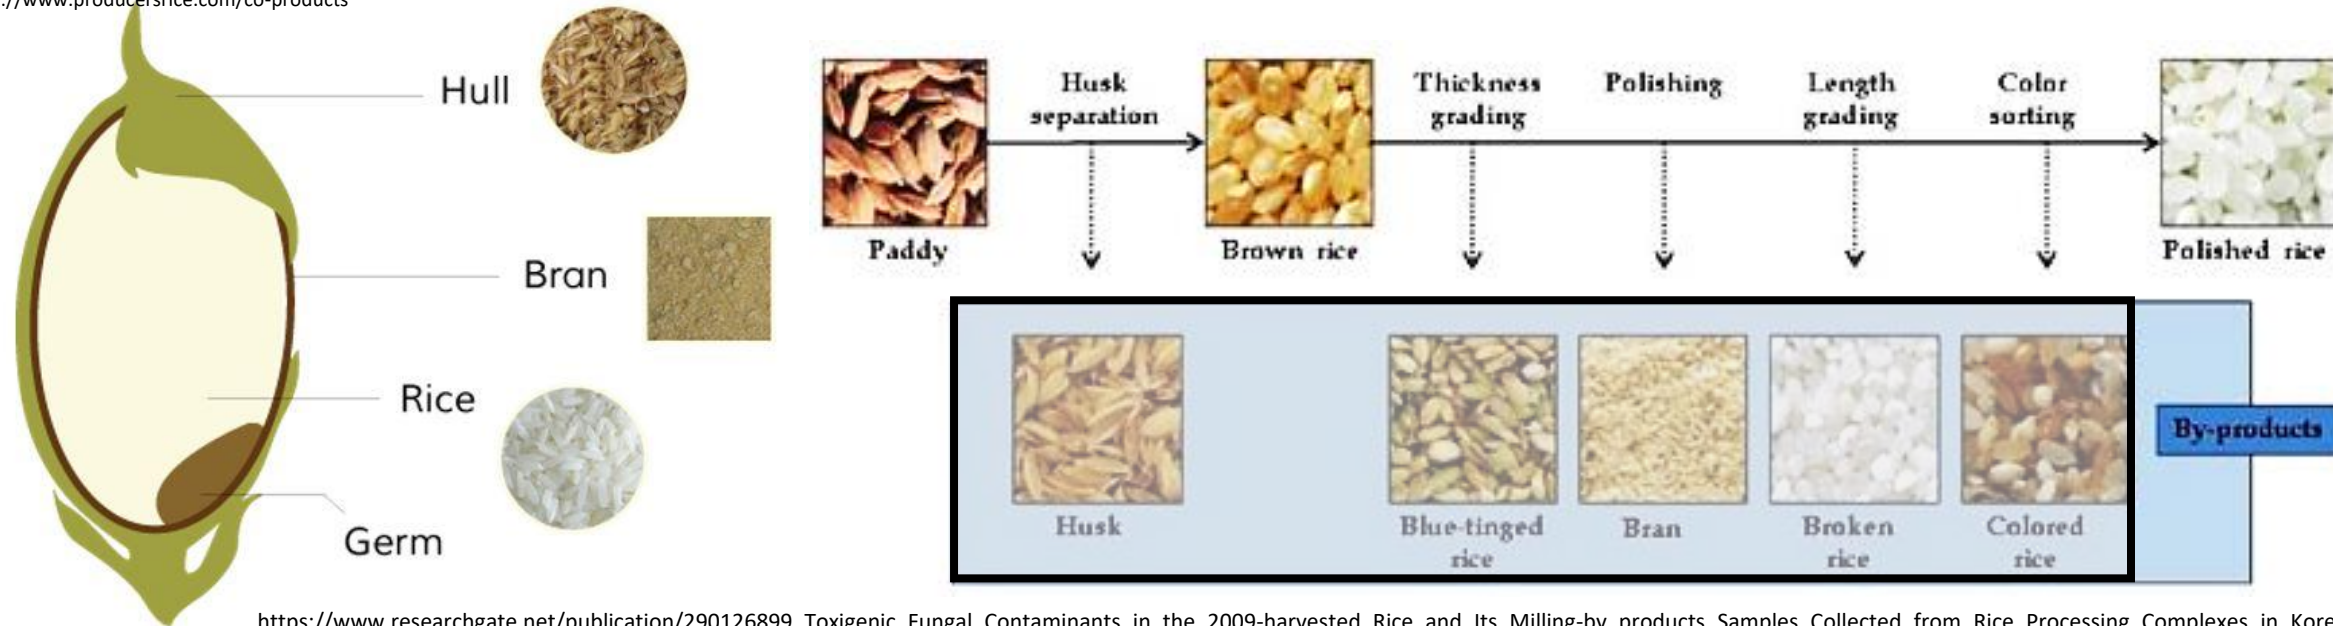 ://www.producersrice.com/co-products
Hull
Bran
Rice
Germ
Husk
separation
Thickness
grading
Polishing
Length
grading
Color
sorting
Paddy
Brown rice
Polished rice
Husk
Blue-tinged
rice
Bran
Broken
rice
Colored
rice
By-products
https://www.researchgate.net/publication/290126899_Toxigenic_Fungal_Contaminants_in_the_2009-harvested_Rice_and_Its_Milling-by_products_Samples_Collected_from_Rice_Processing_Complexes_in_Kore